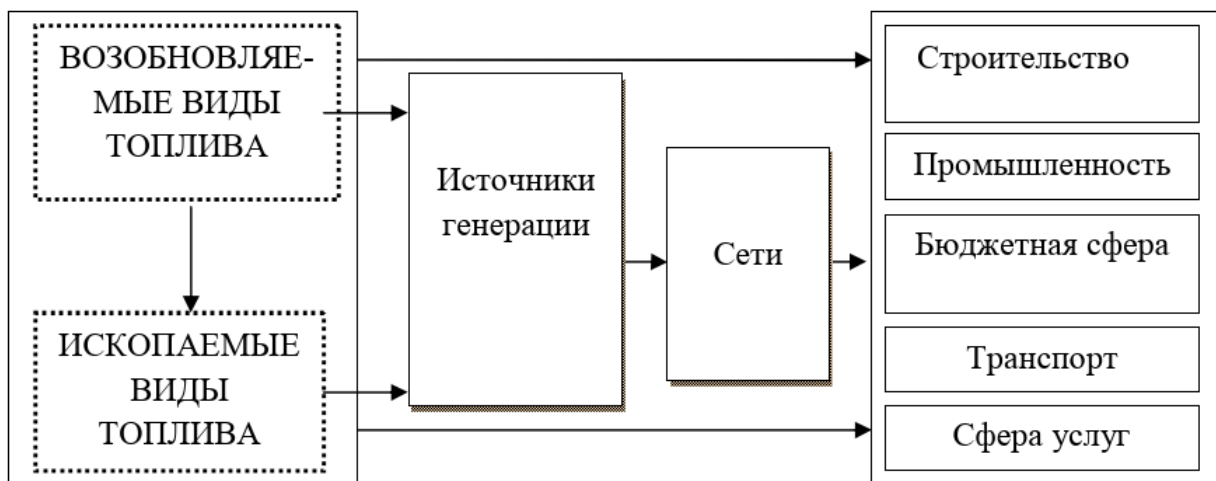 ВОЗОБНОВЛЯЕ-
МЫЕ ВИДЫ
ТОПЛИВА
ИСКОПАЕМЫЕ
ВИДЫ
ТОПЛИВА
Источники
генерации
Сети
Строительство
Промышленность
Бюджетная сфера
Транспорт
Сфера услуг